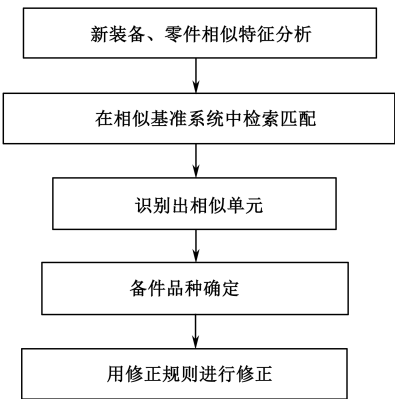 新装备、零件相似特征分析
在相似基准系统中检索匹配
识别出相似单元
备件品种确定
用修正规则进行修正